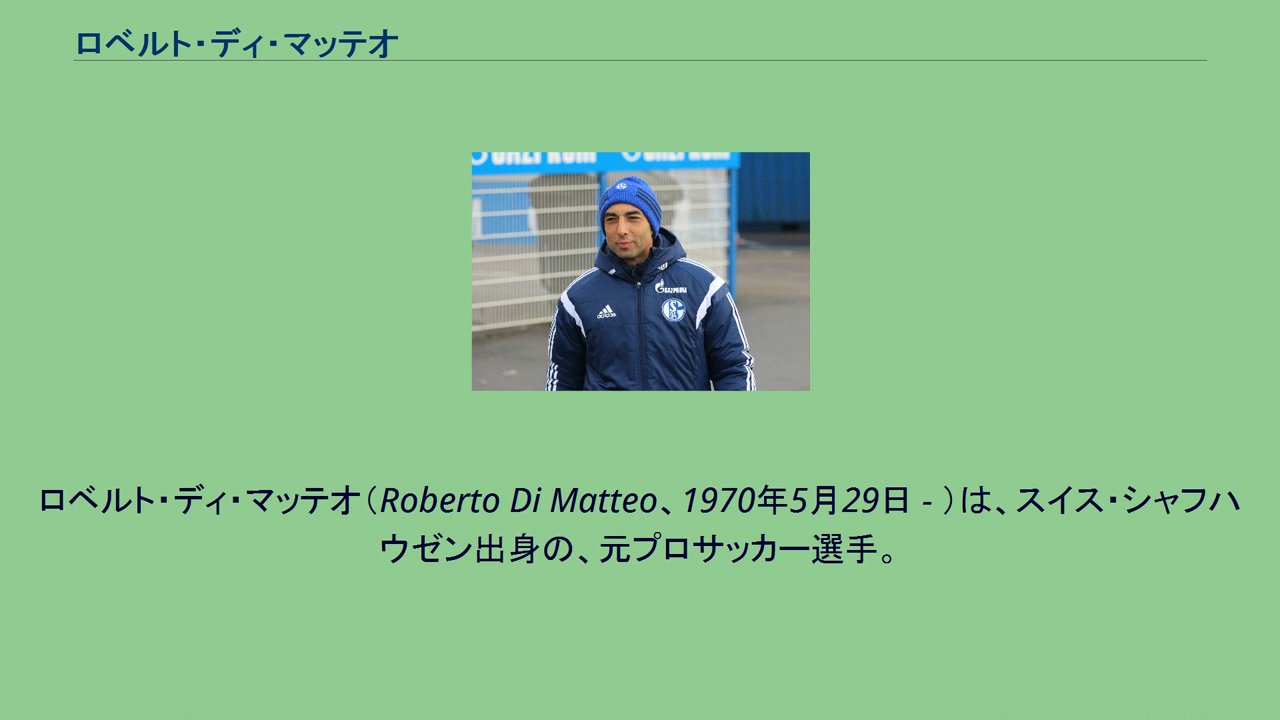 ロベルト・ディ・マッテオ
GAZPROM
adidas
ロベルト・ディ・マッテオ（Roberto Di Matteo、1970年5月29日 - ）は、スイス・シャフハ
ウゼン出身の、元プロサッカー選手。